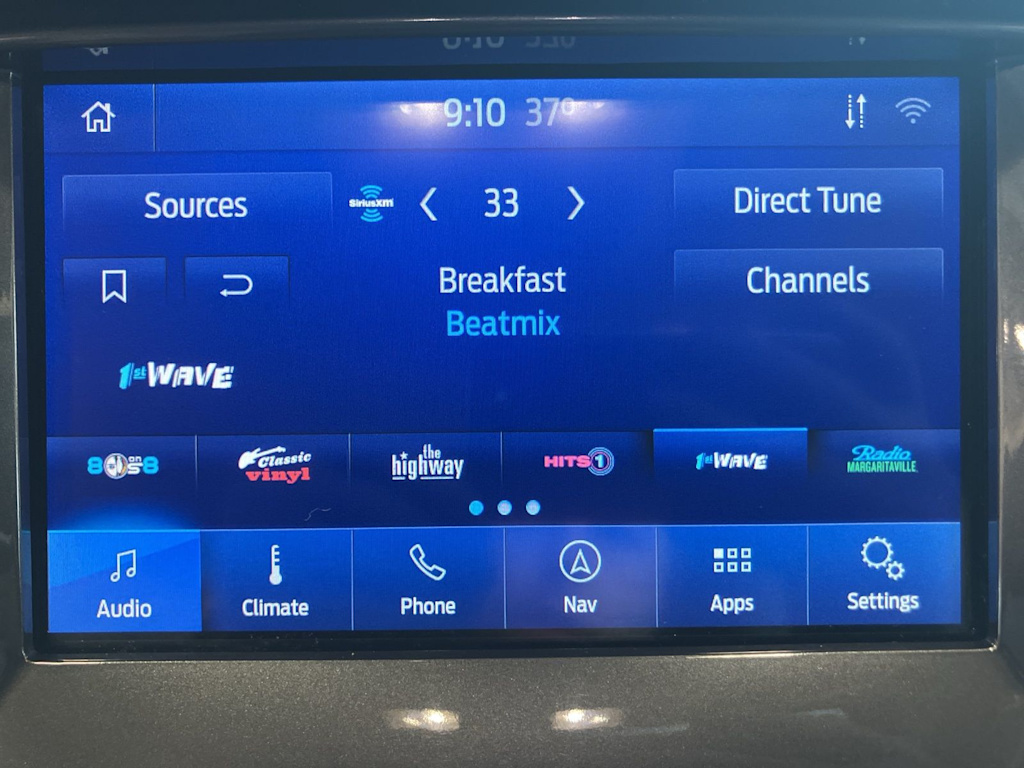 9:10 37°
Sources
SiriusXM
33
Direct Tune
Breakfast
Beatmix
Channels
1st WAVE
80s on 8
Classic
vinyl
the
highway
HITS 1
1st WAVE
Radio
MARGARITAVILLE
Audio
Climate
Phone
Nav
Apps
Settings